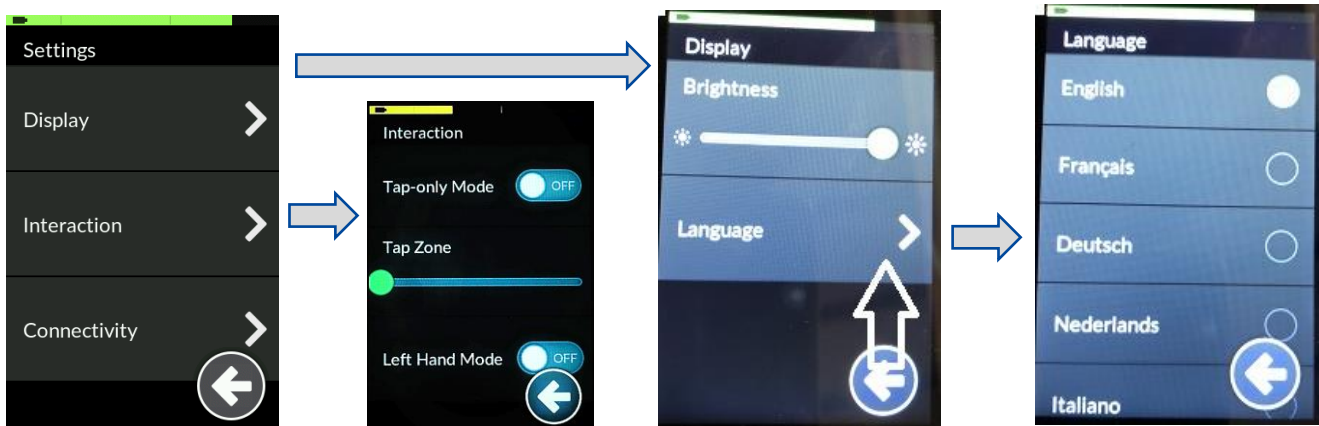 Settings
Display
Interaction
Connectivity
Interaction
Tap-only Mode
OFF
Tap Zone
Left Hand Mode
OFF
Display
Brightness
Language
Language
English
Français
Deutsch
Nederlands
Italiano